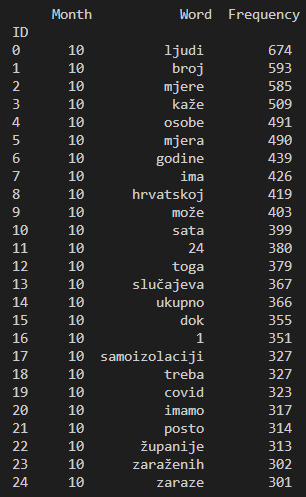 Month Word Frequency
ID
0 10 ljudi 674
1 10 broj 593
2 10 mjere 585
3 10 kaže 509
4 10 osobe 491
5 10 mjera 490
6 10 godine 439
7 10 ima 426
8 10 hrvatskoj 419
9 10 može 403
10 10 sata 399
11 10 24 380
12 10 toga 379
13 10 slučajeva 367
14 10 ukupno 366
15 10 dok 355
16 10 1 351
17 10 samoizolaciji 327
18 10 treba 327
19 10 covid 323
20 10 imamo 317
21 10 posto 314
22 10 županije 313
23 10 zaraženih 302
24 10 zaraze 301